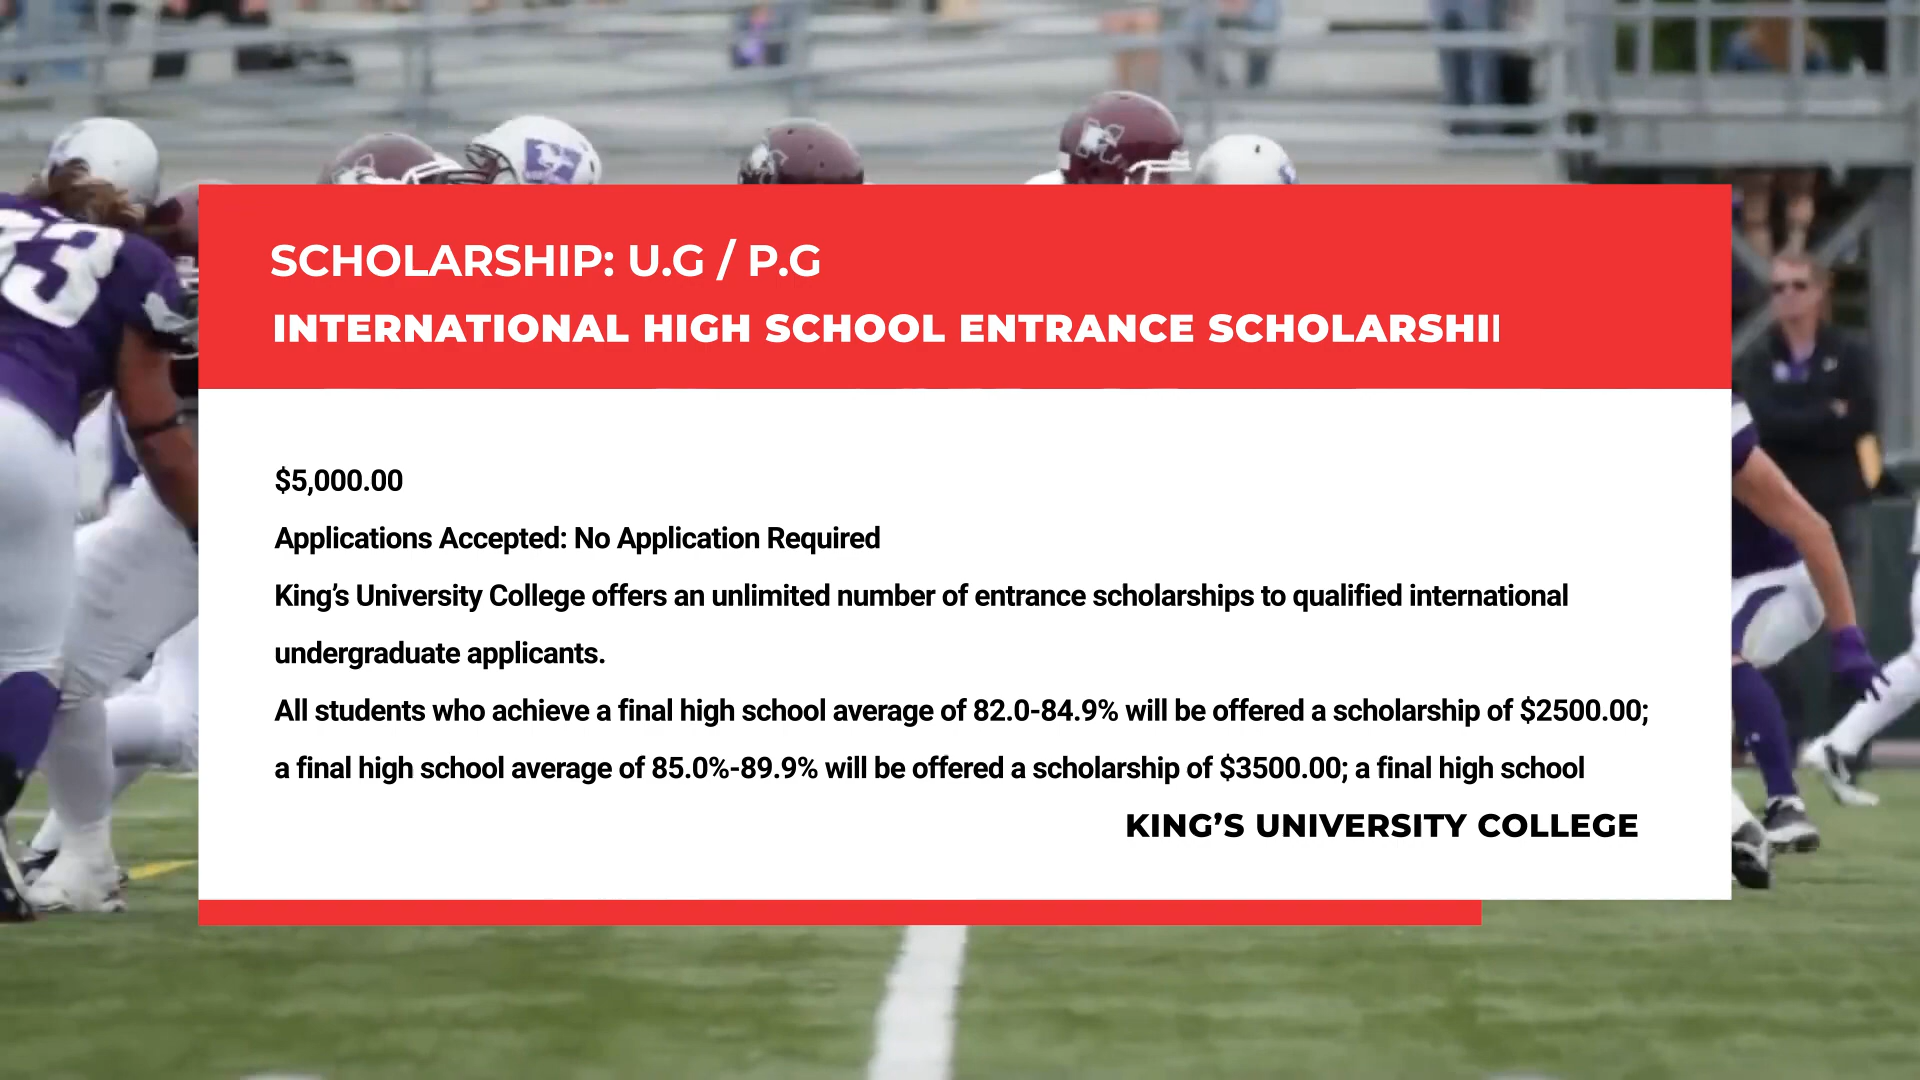 SCHOLARSHIP: U.G / P.G
INTERNATIONAL HIGH SCHOOL ENTRANCE SCHOLARSHI
$5,000.00
Applications Accepted: No Application Required
King’s University College offers an unlimited number of entrance scholarships to qualified international
undergraduate applicants.
All students who achieve a final high school average of 82.0-84.9% will be offered a scholarship of $2500.00;
a final high school average of 85.0%-89.9% will be offered a scholarship of $3500.00; a final high school
KING’S UNIVERSITY COLLEGE